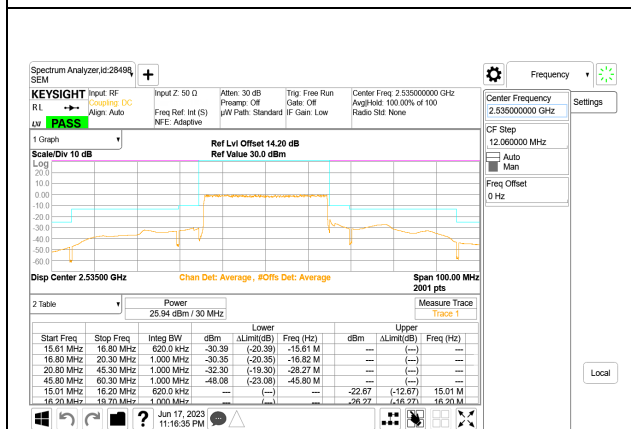 Spectrum Analyzer,id:28498,
SEM
Frequency
KEYSIGHT
RL
LXI PASS
Input: RF
Coupling: DC
Align: Auto
Input Z: 50 Ω
Freq Ref: Int (S)
NFE: Adaptive
Atten: 30 dB
Preamp: Off
µW Path: Standard
Trig: Free Run
Gate: Off
IF Gain: Low
Center Freq: 2.535000000 GHz
Avg|Hold: 100.00% of 100
Radio Std: None
Center Frequency
2.535000000 GHz
Settings
CF Step
12.060000 MHz
Auto
Man
Freq Offset
0 Hz
Local
1 Graph
Scale/Div 10 dB
Ref Lvl Offset 14.20 dB
Ref Value 30.0 dBm
Log
20.0
10.0
0.00
-10.0
-20.0
-30.0
-40.0
-50.0
-60.0
Disp Center 2.53500 GHz
Chan Det: Average, #Offs Det: Average
Span 100.00 MHz
2001 pts
2 Table
Power
25.94 dBm / 30 MHz
Measure Trace
Trace 1
Lower Upper
Start Freq Stop Freq Integ BW dBm ΔLimit(dB) Freq (Hz) dBm ΔLimit(dB) Freq (Hz)
15.61 MHz 16.80 MHz 620.0 kHz -30.39 (-20.39) -15.61 M --- (---) ---
16.80 MHz 20.30 MHz 1.000 MHz -30.35 (-20.35) -16.82 M --- (---) ---
20.80 MHz 45.30 MHz 1.000 MHz -32.30 (-19.30) -28.27 M --- (---) ---
45.80 MHz 60.30 MHz 1.000 MHz -48.08 (-23.08) -45.80 M --- (---) ---
15.01 MHz 16.20 MHz 620.0 kHz --- (---) --- -22.67 (-12.67) 15.01 M
16.20 MHz 19.70 MHz 1.000 MHz --- (---) --- -26.27 (-16.27) 16.20 M
Jun 17, 2023
11:16:35 PM